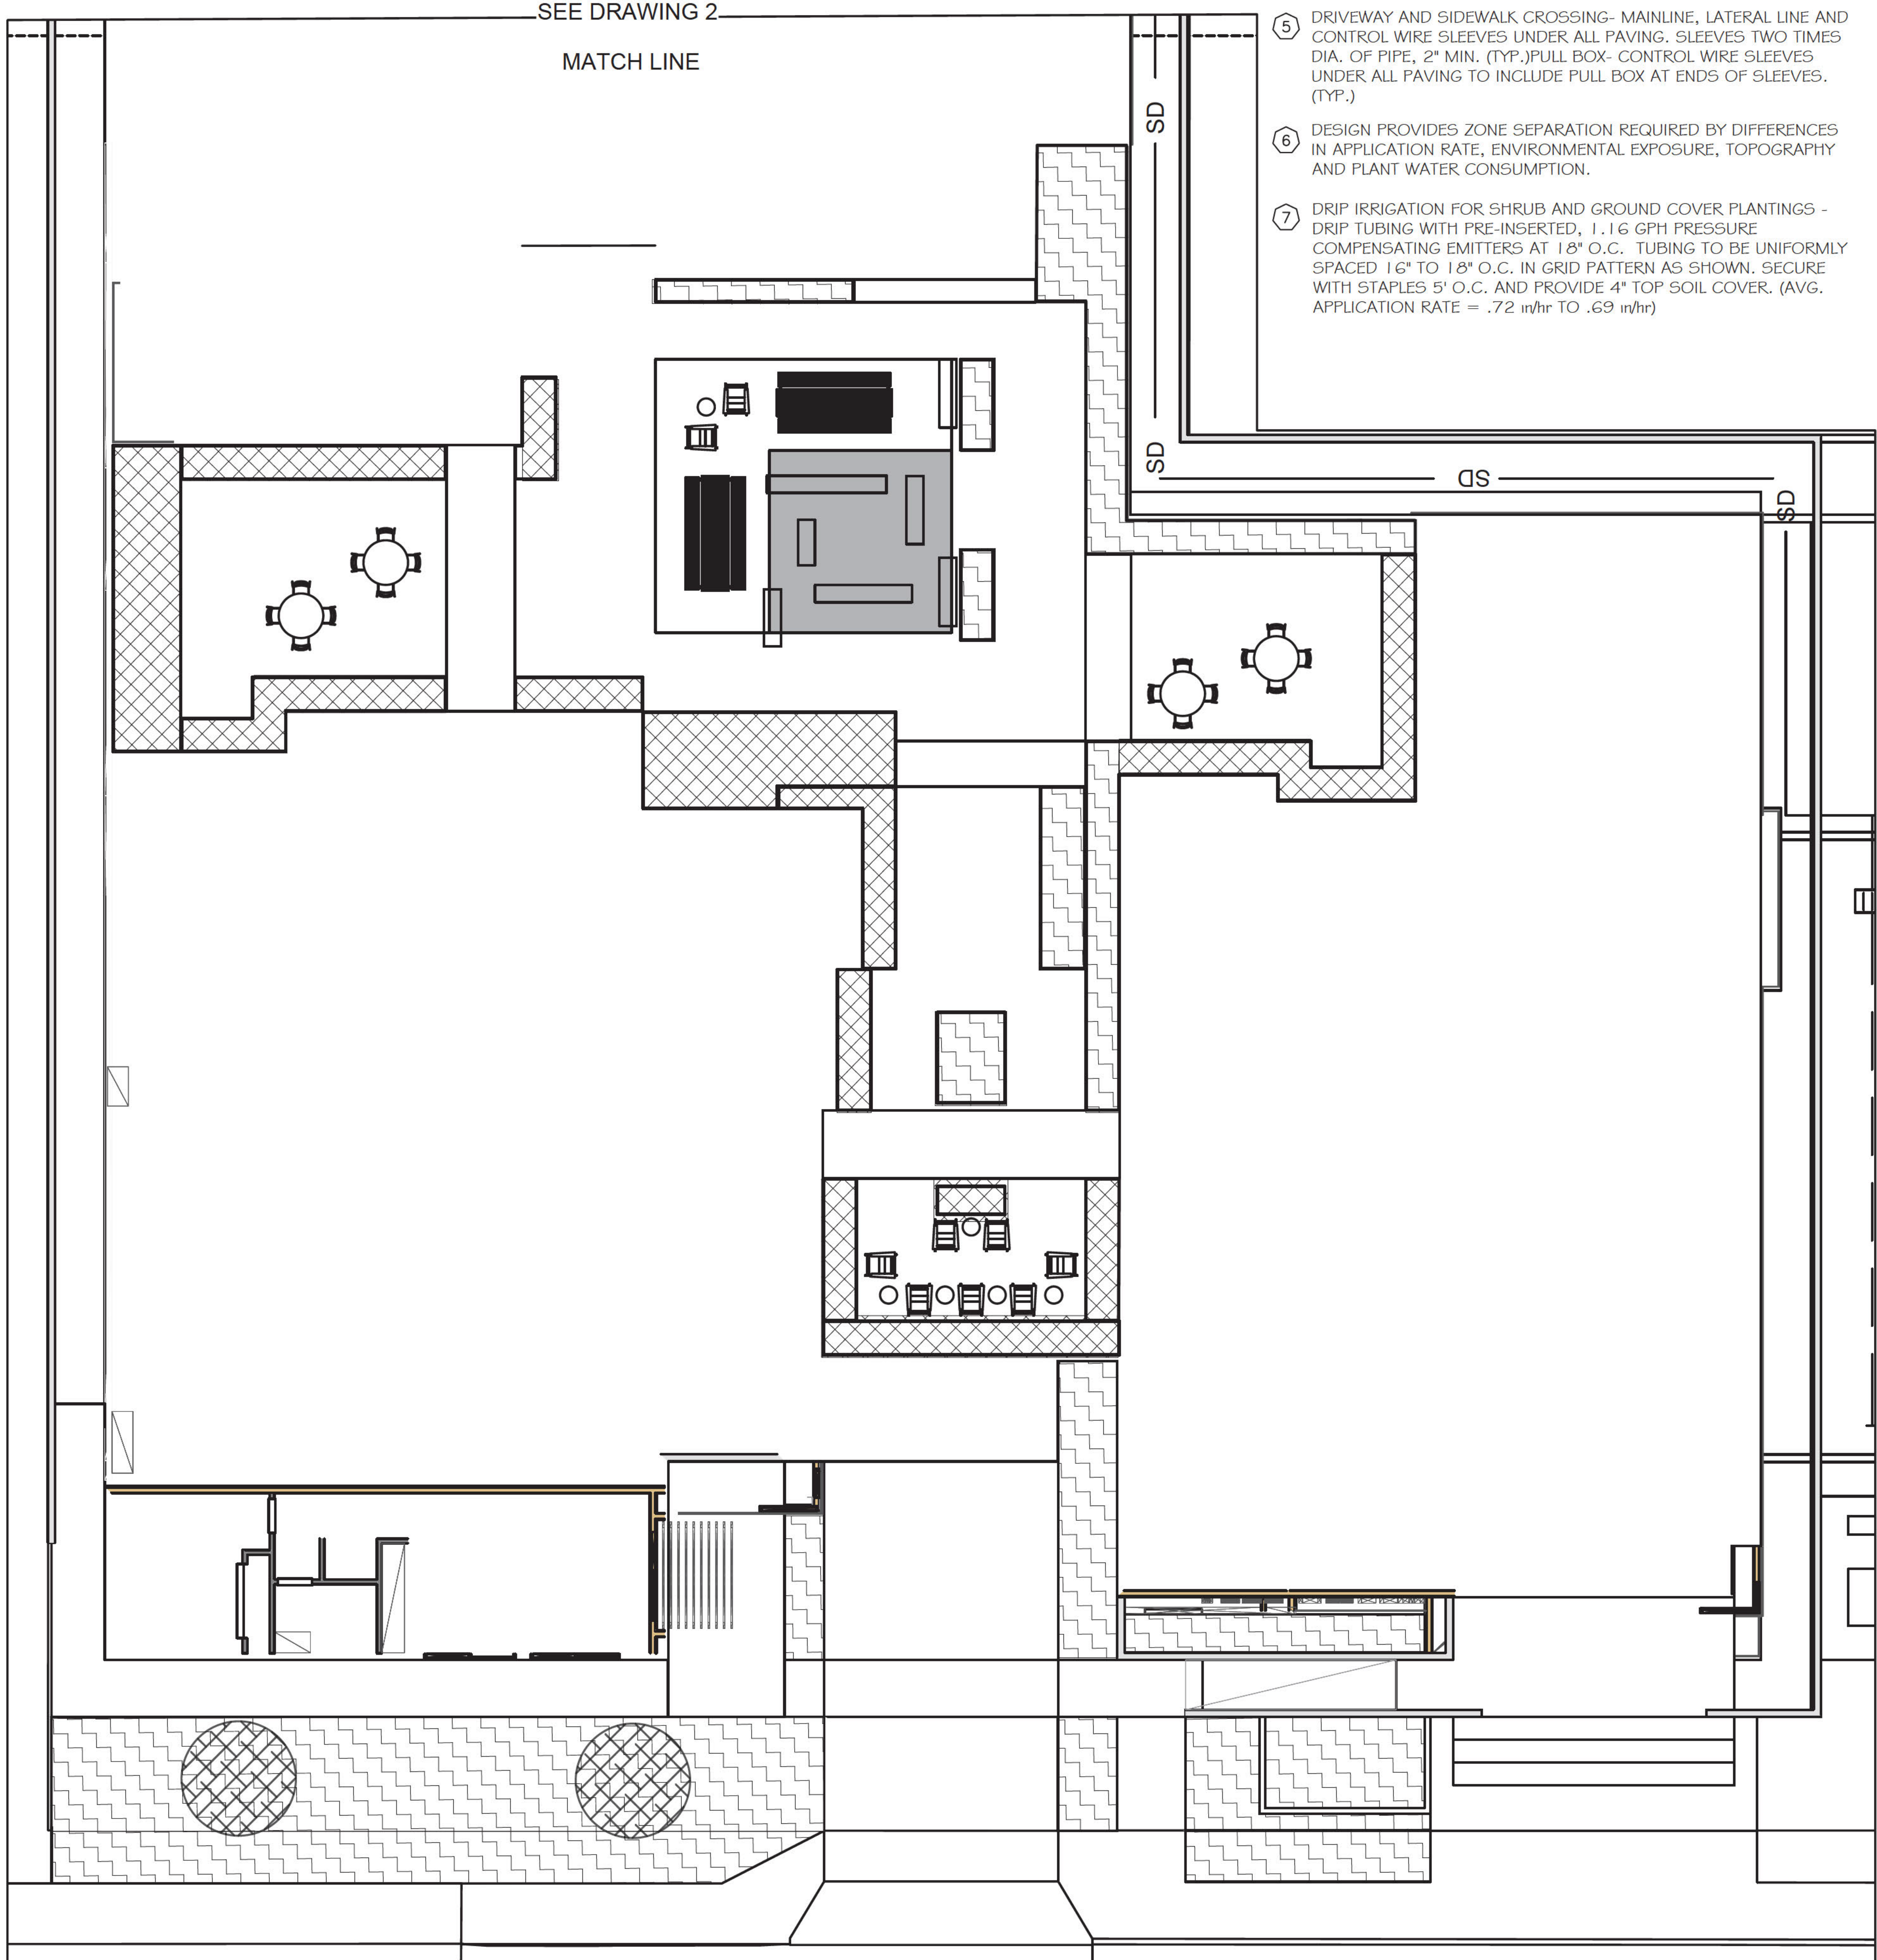 SEE DRAWING 2
MATCH LINE
5 DRIVEWAY AND SIDEWALK CROSSING- MAINLINE, LATERAL LINE AND
CONTROL WIRE SLEEVES UNDER ALL PAVING. SLEEVES TWO TIMES
DIA. OF PIPE, 2" MIN. (TYP.)PULL BOX- CONTROL WIRE SLEEVES
UNDER ALL PAVING TO INCLUDE PULL BOX AT ENDS OF SLEEVES.
(TYP.)
6 DESIGN PROVIDES ZONE SEPARATION REQUIRED BY DIFFERENCES
IN APPLICATION RATE, ENVIRONMENTAL EXPOSURE, TOPOGRAPHY
AND PLANT WATER CONSUMPTION.
7 DRIP IRRIGATION FOR SHRUB AND GROUND COVER PLANTINGS -
DRIP TUBING WITH PRE-INSERTED, 1.16 GPH PRESSURE
COMPENSATING EMITTERS AT 18" O.C. TUBING TO BE UNIFORMLY
SPACED 16" TO 18" O.C. IN GRID PATTERN AS SHOWN. SECURE
WITH STAPLES 5' O.C. AND PROVIDE 4" TOP SOIL COVER. (AVG.
APPLICATION RATE = .72 in/hr TO .69 in/hr)
SD
SD
SD
SD